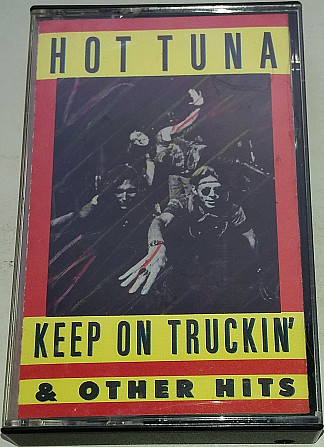 HOT TUNA
KEEP ON TRUCKIN'
& OTHER HITS